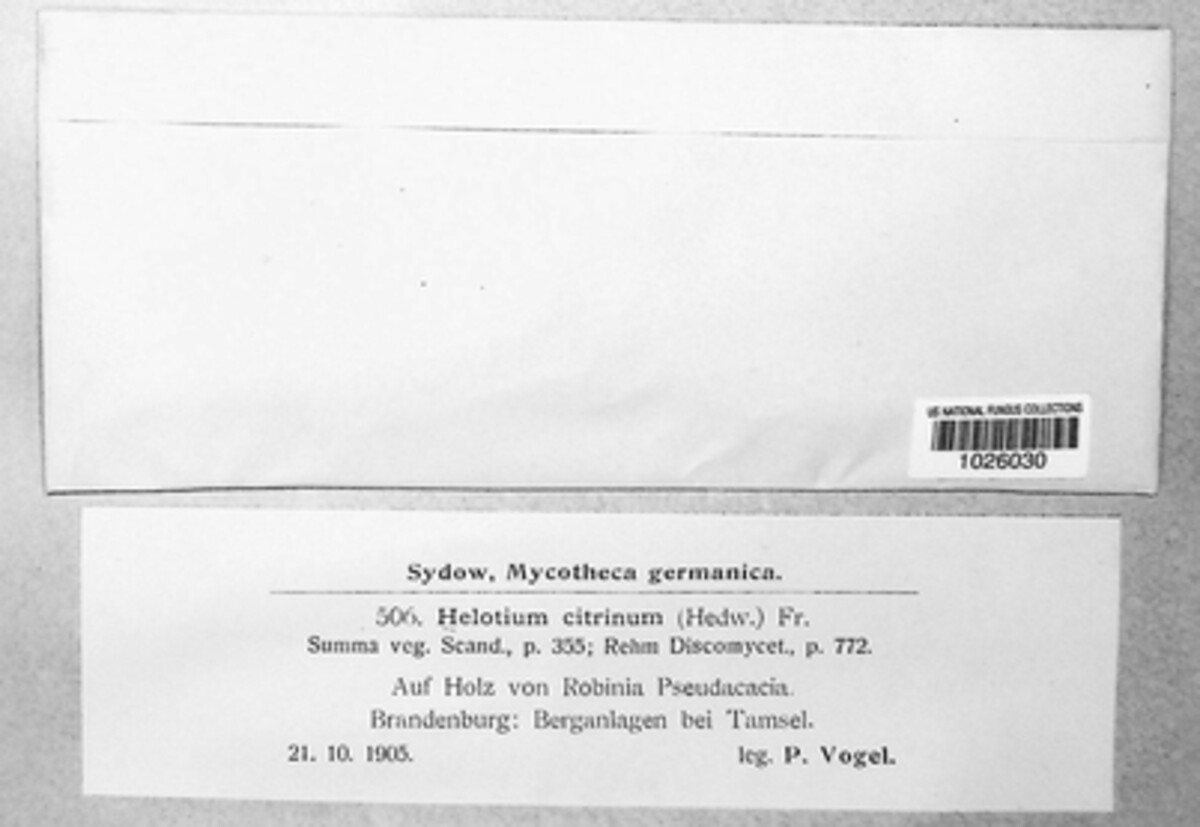 US NATIONAL FUNGUS COLLECTIONS
1026030
Sydow, Mycotheca germanica.
506. Helotium citrinum (Hedw.) Fr.
Summa veg. Scand., p. 355; Rehm Discomycet., p. 772.
Auf Holz von Robinia Pseudacacia.
Brandenburg: Berganlagen bei Tamsel.
21. 10. 1905. leg. P. Vogel.